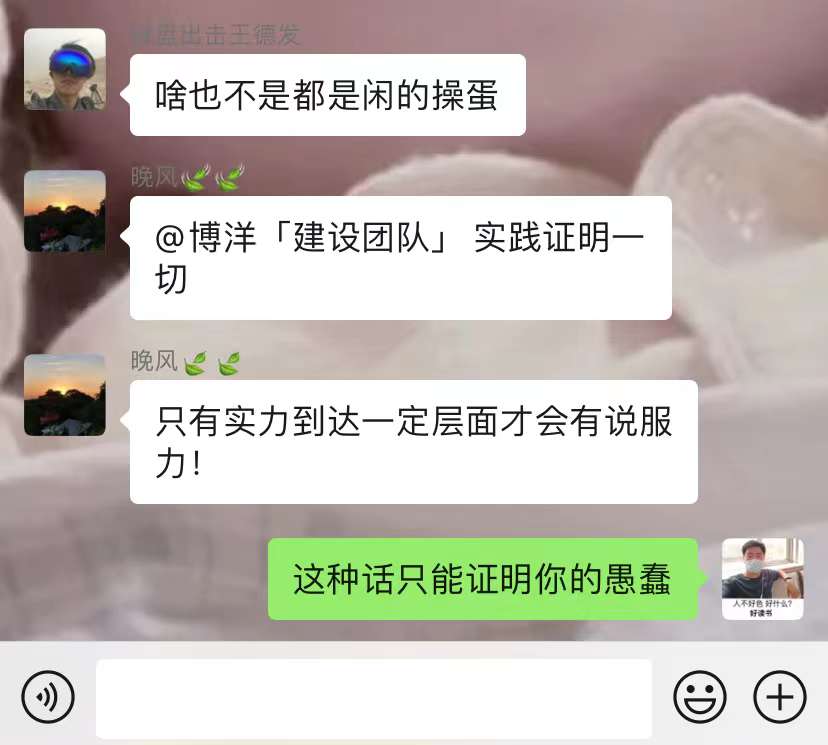 出击王德发
啥也不是都是闲的操蛋
晚风🍃🍃
@博洋「建设团队」 实践证明一
切
晚风🍃🍃
只有实力到达一定层面才会有说服
力！
这种话只能证明你的愚蠢
人不好色 好什么?
好读书